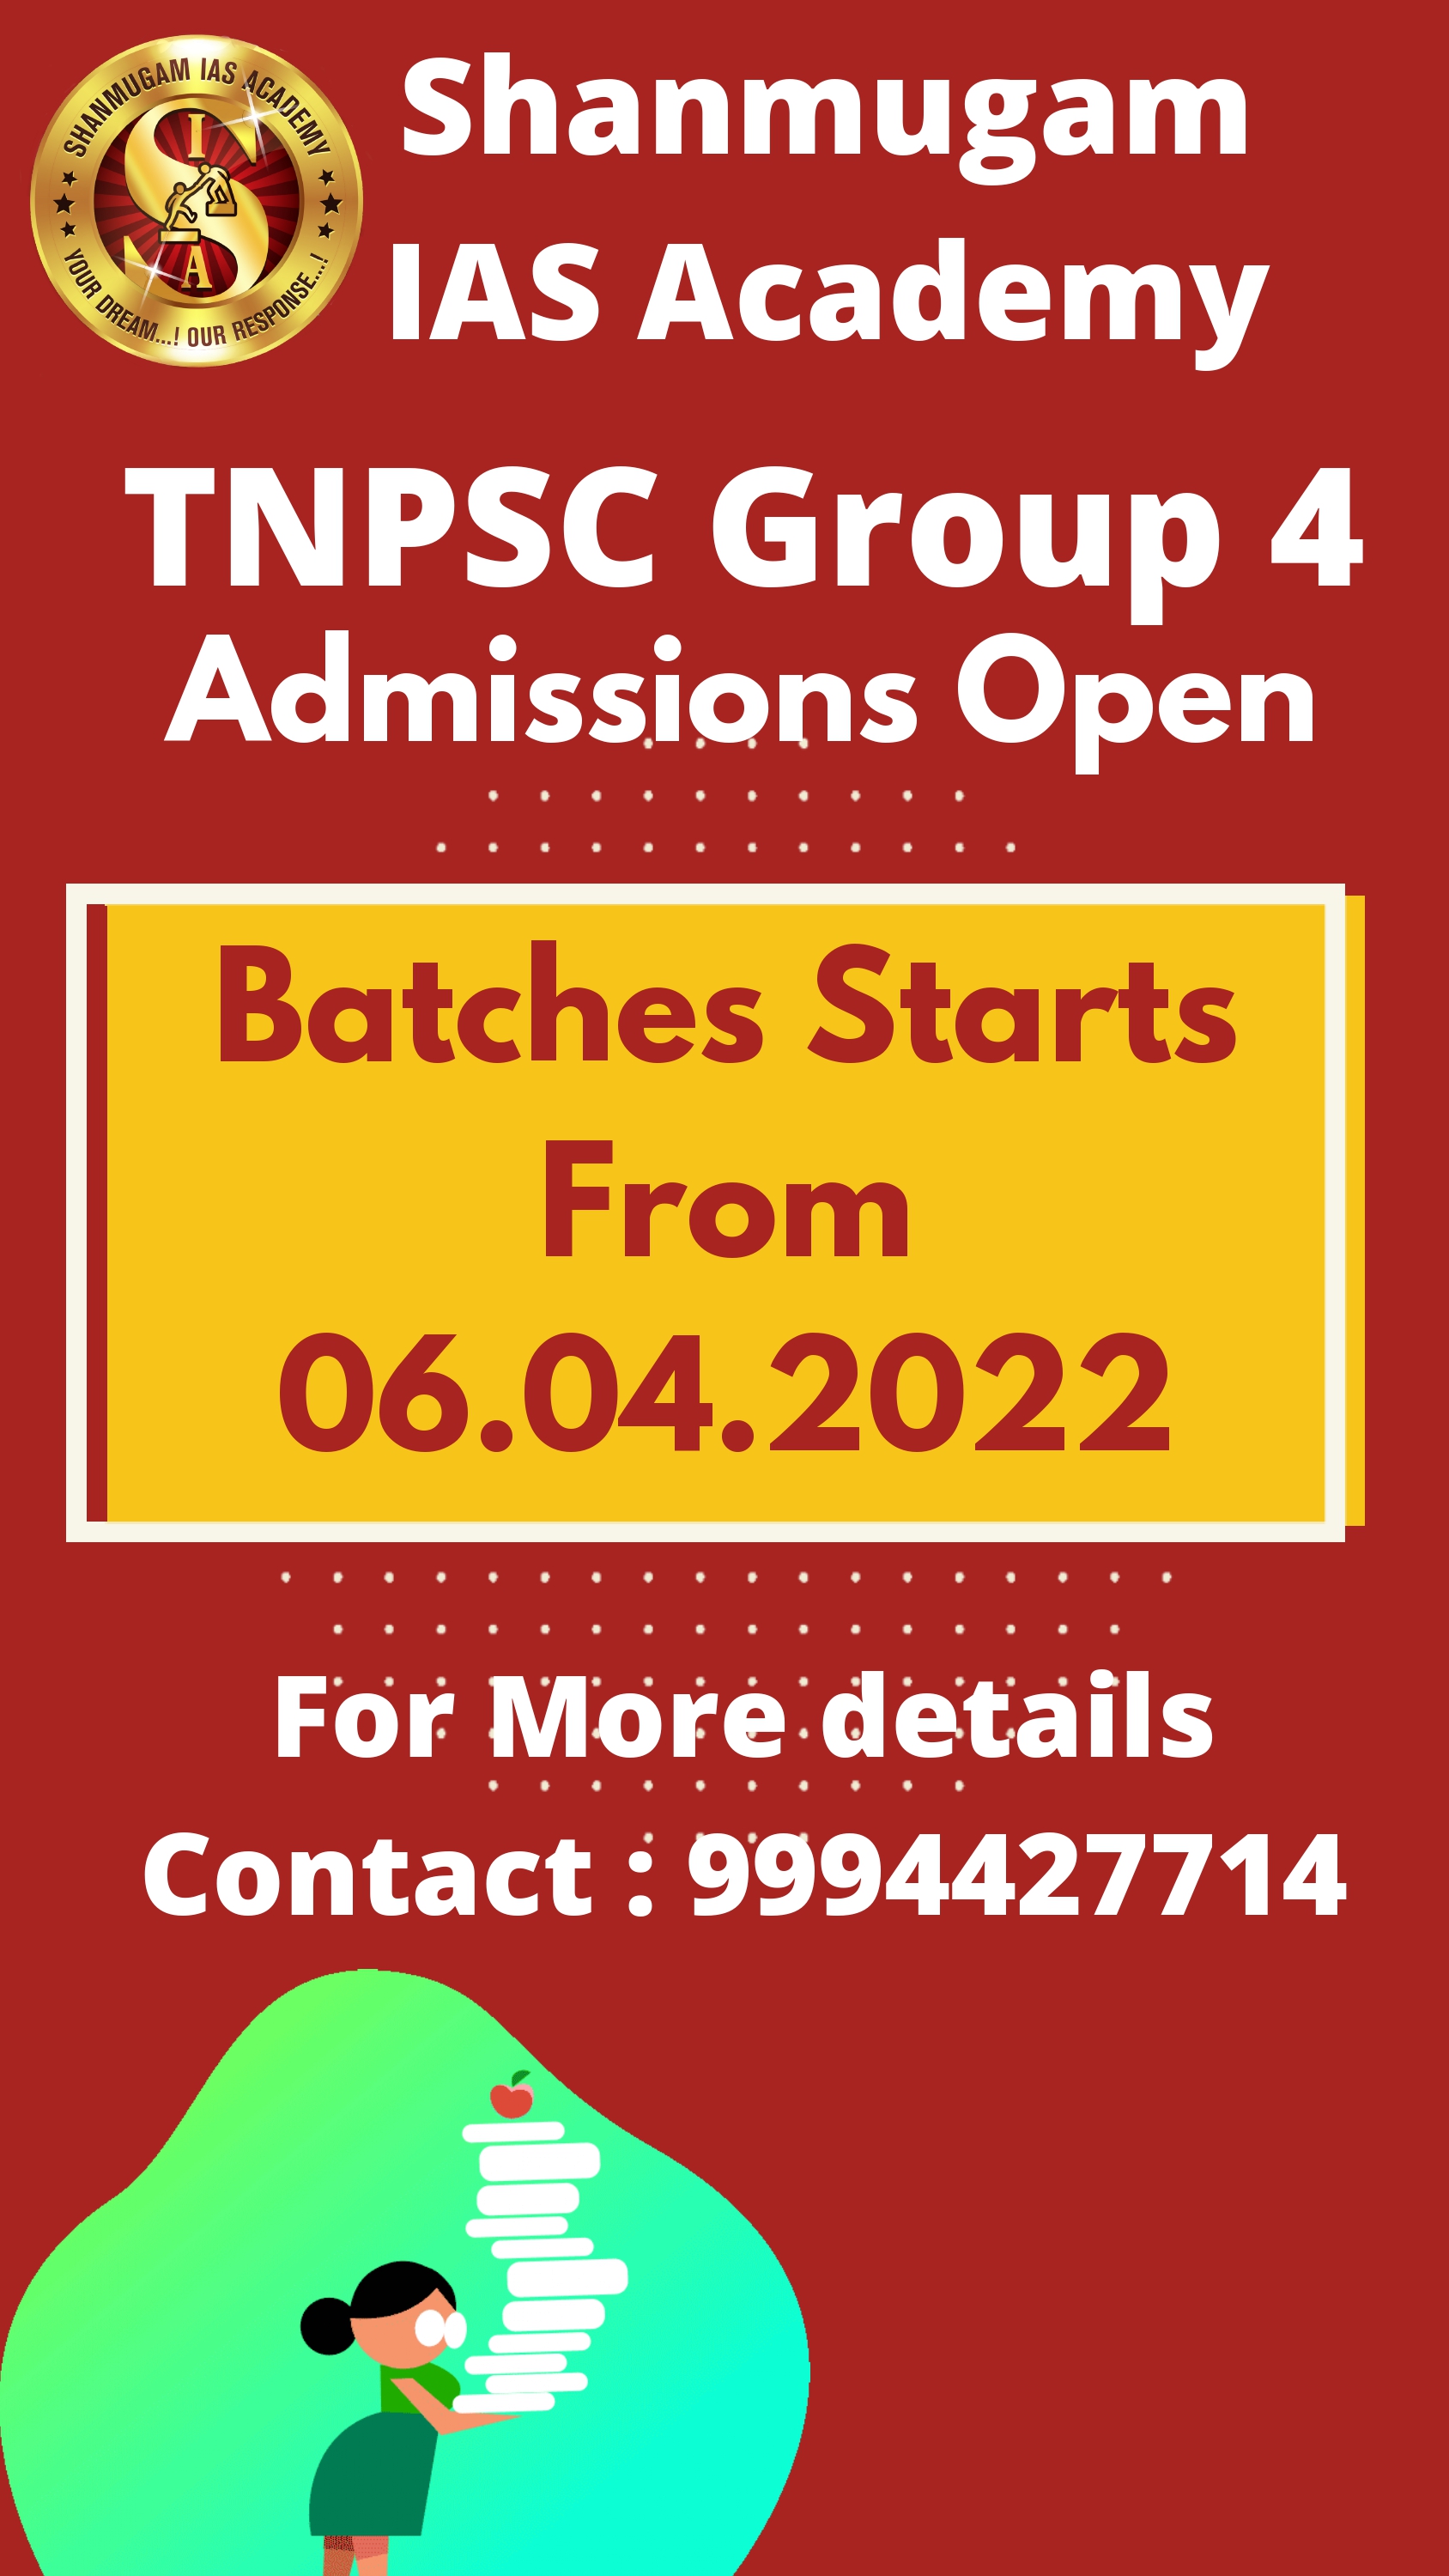 SHANMUGAM IAS ACADEMY
I
S
A
YOUR DREAM...! OUR RESPONSE...!
Shanmugam
IAS Academy
TNPSC Group 4
Admissions Open
Batches Starts
From
06.04.2022
For More details
Contact : 9994427714